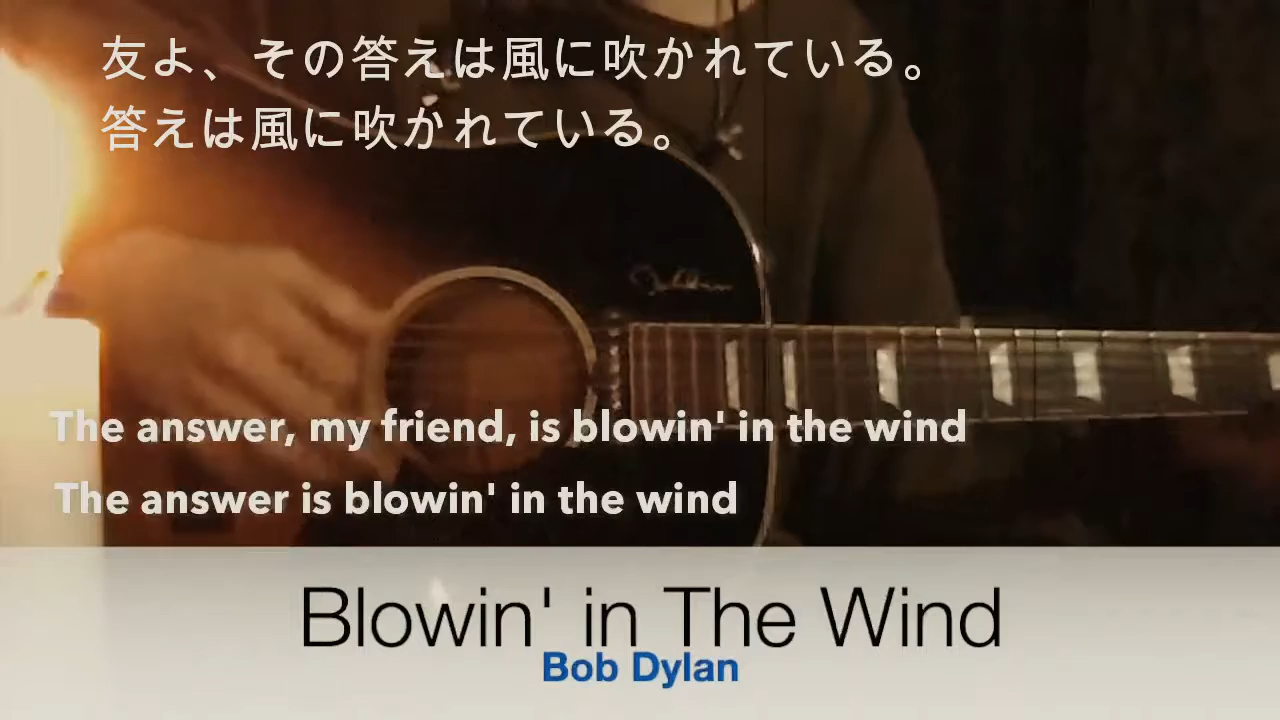 友よ、その答えは風に吹かれている。
答えは風に吹かれている。
The answer, my friend, is blowin' in the wind
The answer is blowin' in the wind
Blowin' in The Wind
Bob Dylan